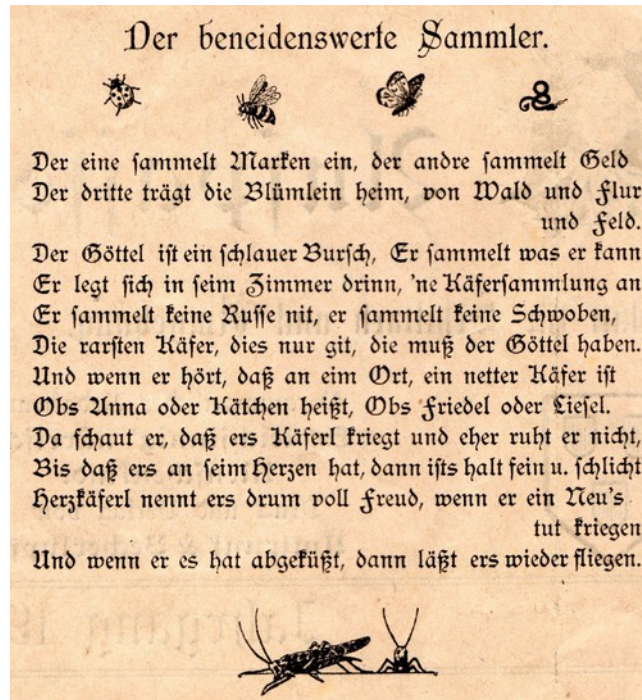 Der beneidenswerte Sammler.
Der eine sammelt Marken ein, der andre sammelt Geld
Der dritte trägt die Blümlein heim, von Wald und Flur
und Feld.
Der Göttel ist ein schlauer Bursch, Er sammelt was er kann
Er legt sich in seim Zimmer drinn, 'ne Käfersammlung an
Er sammelt keine Russe nit, er sammelt keine Schwoben,
Die rarsten Käfer, dies nur git, die muß der Göttel haben.
Und wenn er hört, daß an eim Ort, ein netter Käfer ist
Obs Anna oder Kätchen heißt, Obs Friedel oder Liesel.
Da schaut er, daß ers Käferl kriegt und eher ruht er nicht,
Bis daß ers an seim Herzen hat, dann ists halt fein u. schlicht
Herzkäferl nennt ers drum voll Freud, wenn er ein Neu's
tut kriegen
Und wenn er es hat abgeküßt, dann läßt ers wieder fliegen.